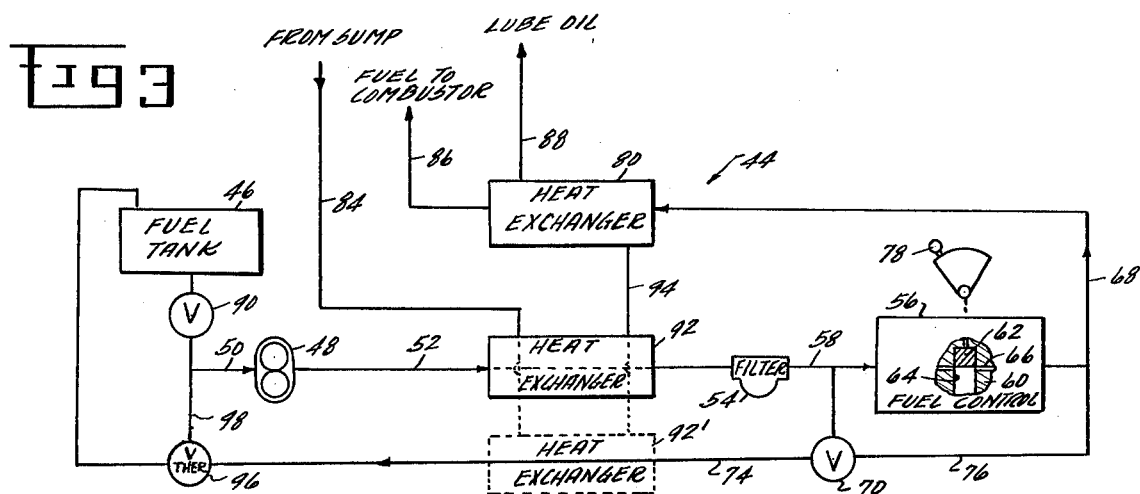 Fig 3
FROM SUMP
LUBE OIL
FUEL TO
COMBUSTOR
88
86
80
44
HEAT
EXCHANGER
46
FUEL
TANK
84
78
68
90
V
94
56
50
48
52
HEAT
EXCHANGER
92
FILTER
58
54
62
66
64
60
FUEL CONTROL
98
V
THER
96
HEAT
EXCHANGER
92'
74
V
70
76